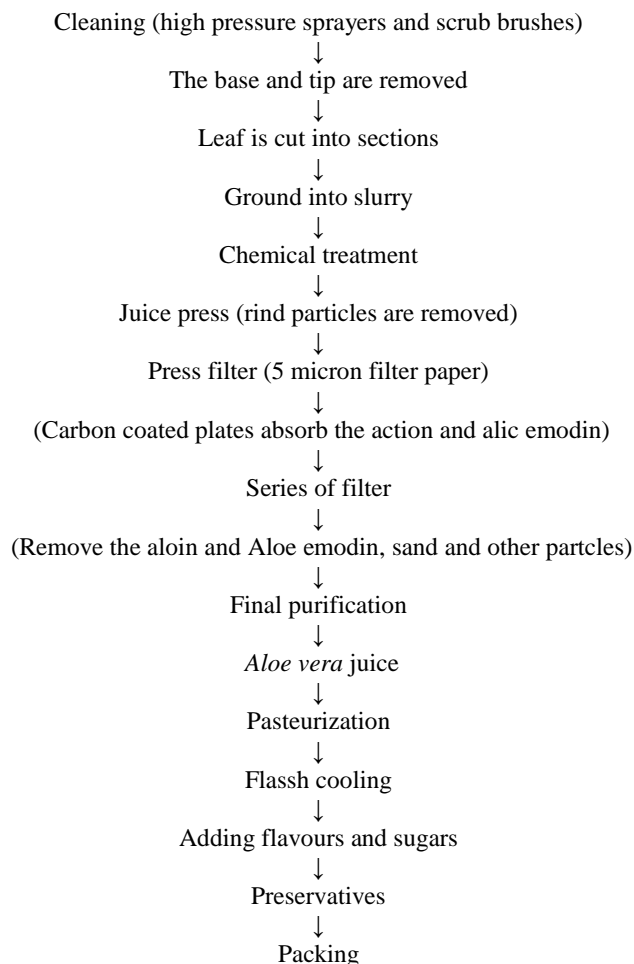 Cleaning (high pressure sprayers and scrub brushes)
↓
The base and tip are removed
↓
Leaf is cut into sections
↓
Ground into slurry
↓
Chemical treatment
↓
Juice press (rind particles are removed)
↓
Press filter (5 micron filter paper)
↓
(Carbon coated plates absorb the action and alic emodin)
↓
Series of filter
↓
(Remove the aloin and Aloe emodin, sand and other partcles)
↓
Final purification
↓
Aloe vera juice
↓
Pasteurization
↓
Flassh cooling
↓
Adding flavours and sugars
↓
Preservatives
↓
Packing